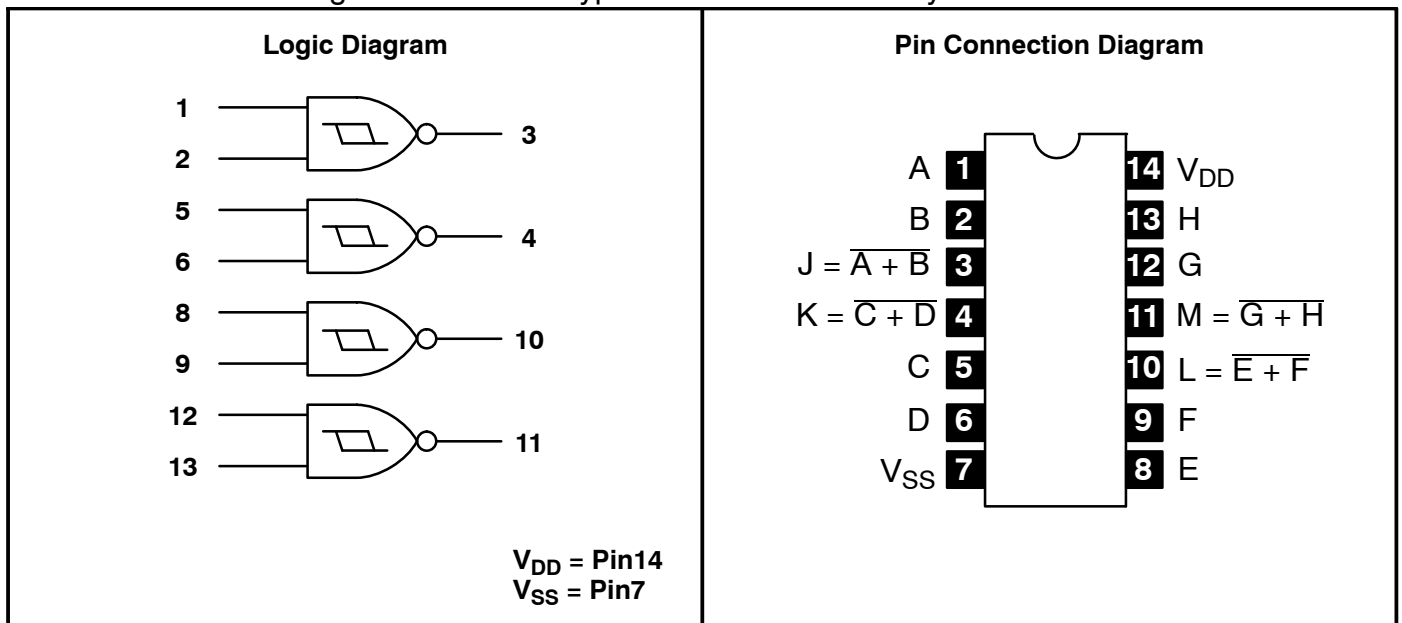 Logic Diagram
1
2
3
5
6
4
8
9
10
12
13
11
V_DD = Pin14
V_SS = Pin7
Pin Connection Diagram
A 1 14 V_DD
B 2 13 H
J = A̅ ̅+̅ ̅B̅ 3 12 G
K = C̅ ̅+̅ ̅D̅ 4 11 M = G̅ ̅+̅ ̅H̅
C 5 10 L = E̅ ̅+̅ ̅F̅
D 6 9 F
V_SS 7 8 E